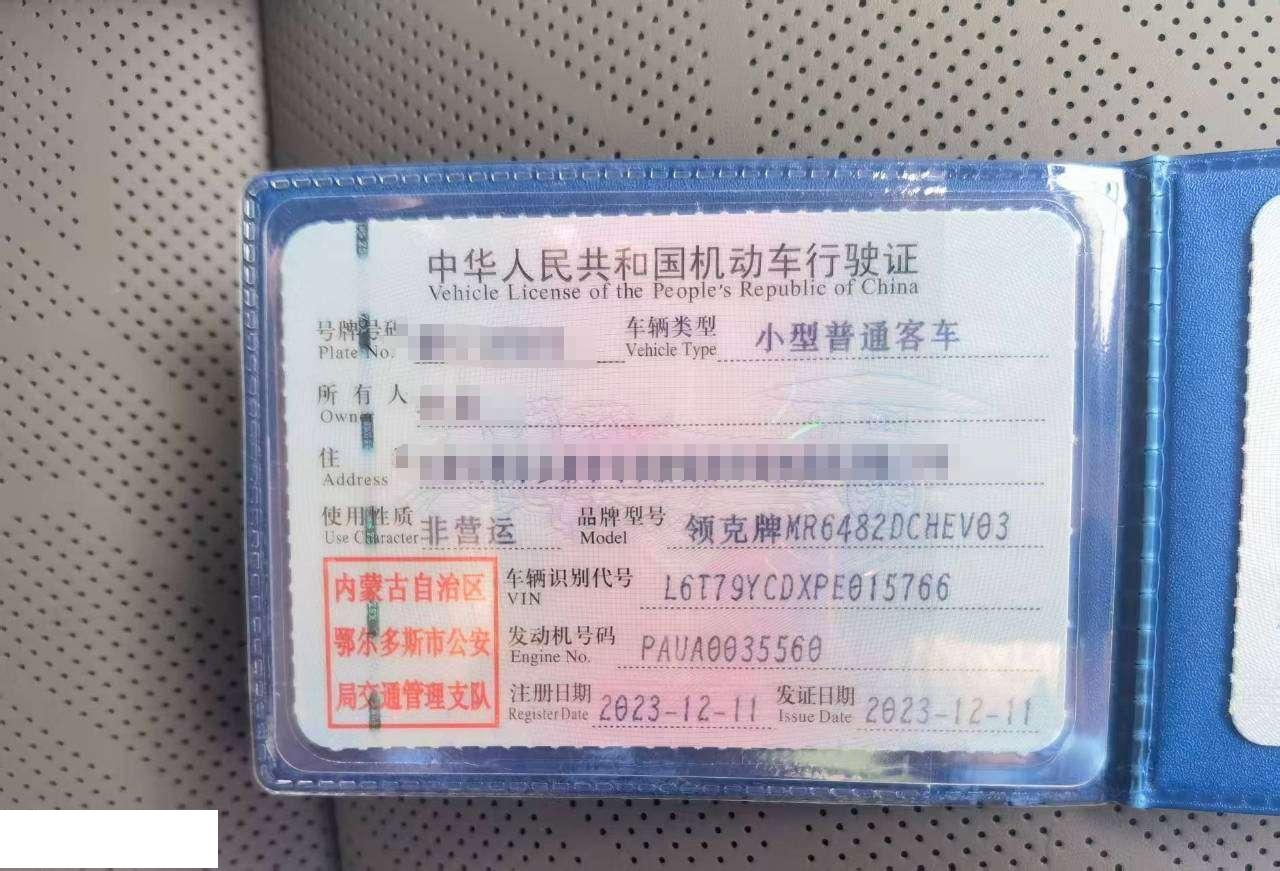 中华人民共和国机动车行驶证
Vehicle License of the People's Republic of China
号牌号码 车辆类型 小型普通客车
Plate No. Vehicle Type
所有人
Owner
住
Address
使用性质 非营运 品牌型号 领克牌MR6482DCHEV03
Use Character Model
车辆识别代号 L6T79YCDXPE015766
VIN
发动机号码 PAUA0035560
Engine No.
注册日期 2023-12-11 发证日期 2023-12-11
Register Date Issue Date
内蒙古自治区
鄂尔多斯市公安
局交通管理支队